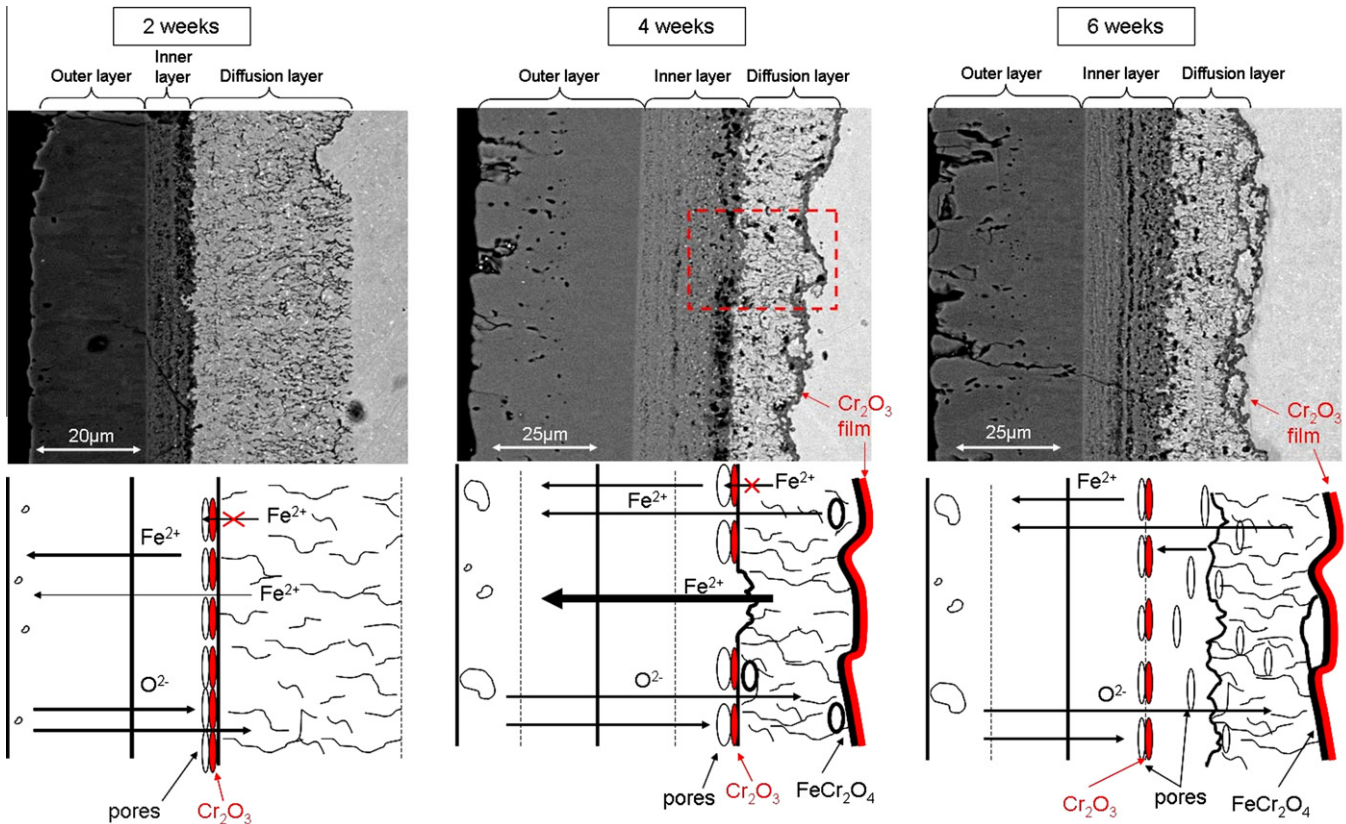 2 weeks
4 weeks
6 weeks
Outer layer
Inner
layer
Diffusion layer
Outer layer
Inner layer
Diffusion layer
Outer layer
Inner layer
Diffusion layer
20µm
25µm
25µm
Cr₂O₃
film
Cr₂O₃
film
Fe²⁺
Fe²⁺
Fe²⁺
O²⁻
pores
Cr₂O₃
Fe²⁺
Fe²⁺
Fe²⁺
O²⁻
pores
Cr₂O₃
FeCr₂O₄
Fe²⁺
O²⁻
Cr₂O₃
pores
FeCr₂O₄